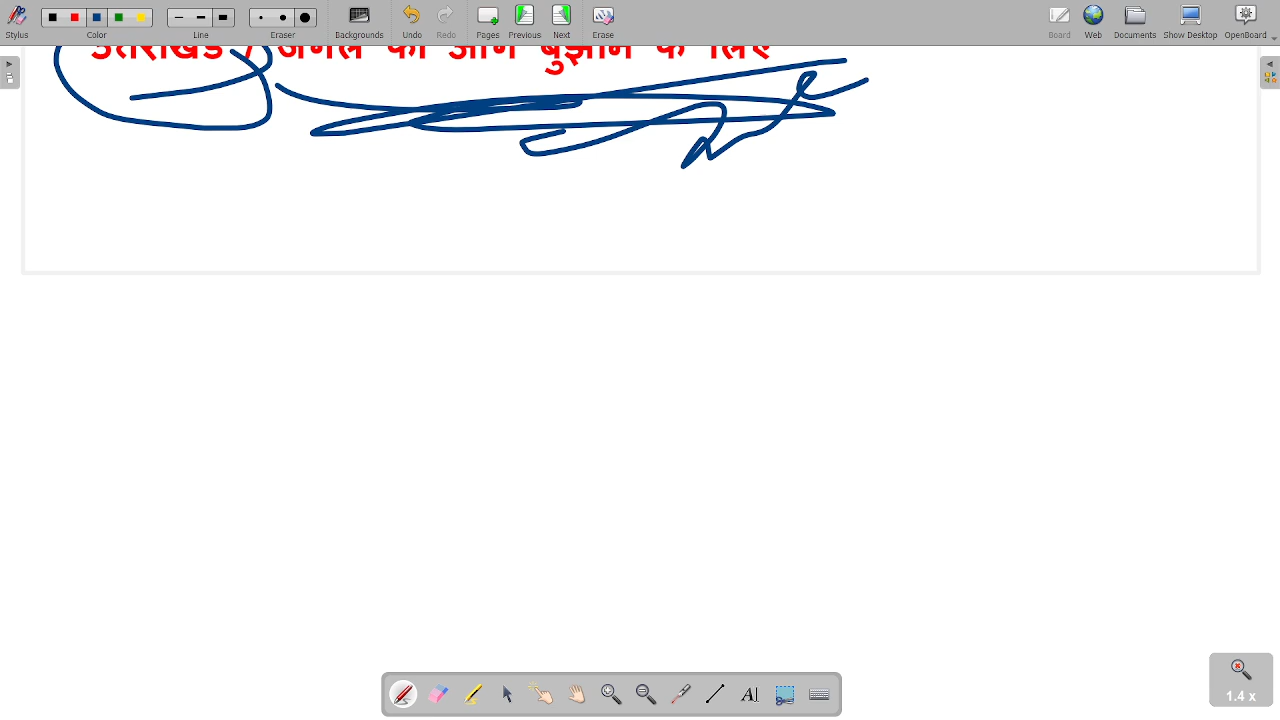 Stylus Color Line Eraser Backgrounds Undo Redo Pages Previous Next Erase Board Web Documents Show Desktop OpenBoard
उत्तराखंड / जंगल की आग बुझाने के लिए
1.4 x